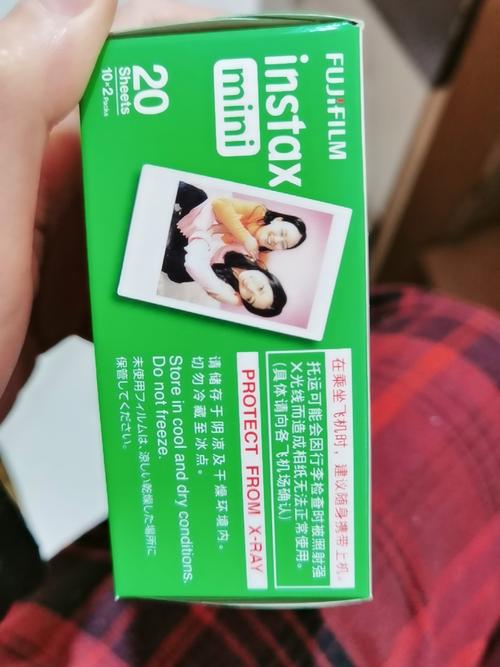 FUJIFILM
instax
mini
20
Sheets
10×2 Packs
在乘坐飞机时，建议随身携带上机。
托运可能会因行李检查时被照射强
X光线而造成相纸无法正常使用。
(具体请向各飞机场确认)
PROTECT FROM X-RAY
请储存于阴凉及干燥环境内。
切勿冷藏至冰点。
Store in cool and dry conditions.
Do not freeze.
未使用フィルムは、涼しい乾燥した場所に
保管してください。